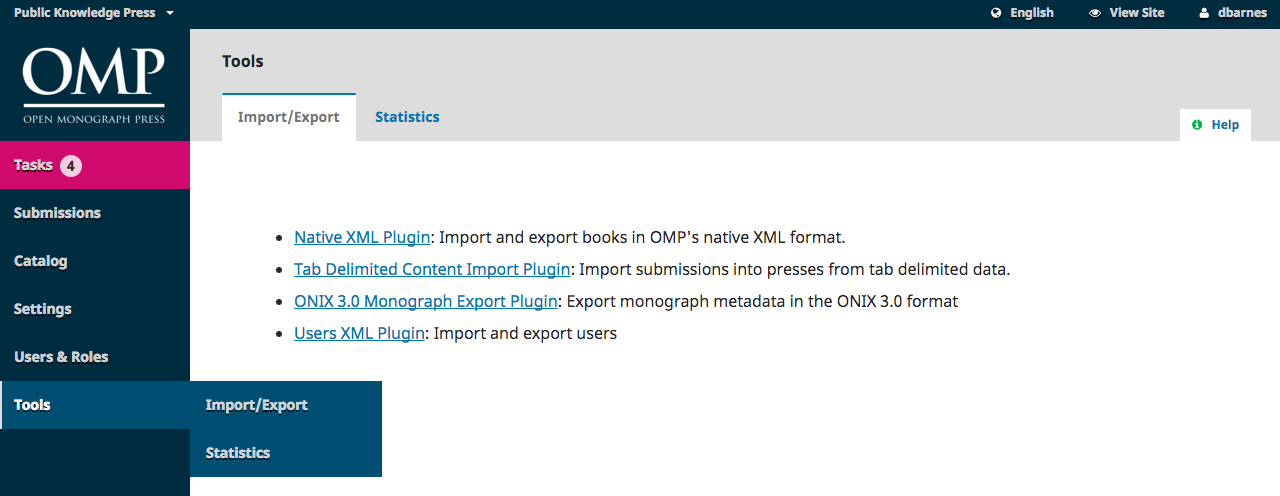 Public Knowledge Press
English
View Site
dbarnes
OMP
OPEN MONOGRAPH PRESS
Tools
Import/Export
Statistics
Help
Tasks 4
Submissions
Catalog
Settings
Users & Roles
Tools
Import/Export
Statistics
Native XML Plugin: Import and export books in OMP's native XML format.
Tab Delimited Content Import Plugin: Import submissions into presses from tab delimited data.
ONIX 3.0 Monograph Export Plugin: Export monograph metadata in the ONIX 3.0 format
Users XML Plugin: Import and export users